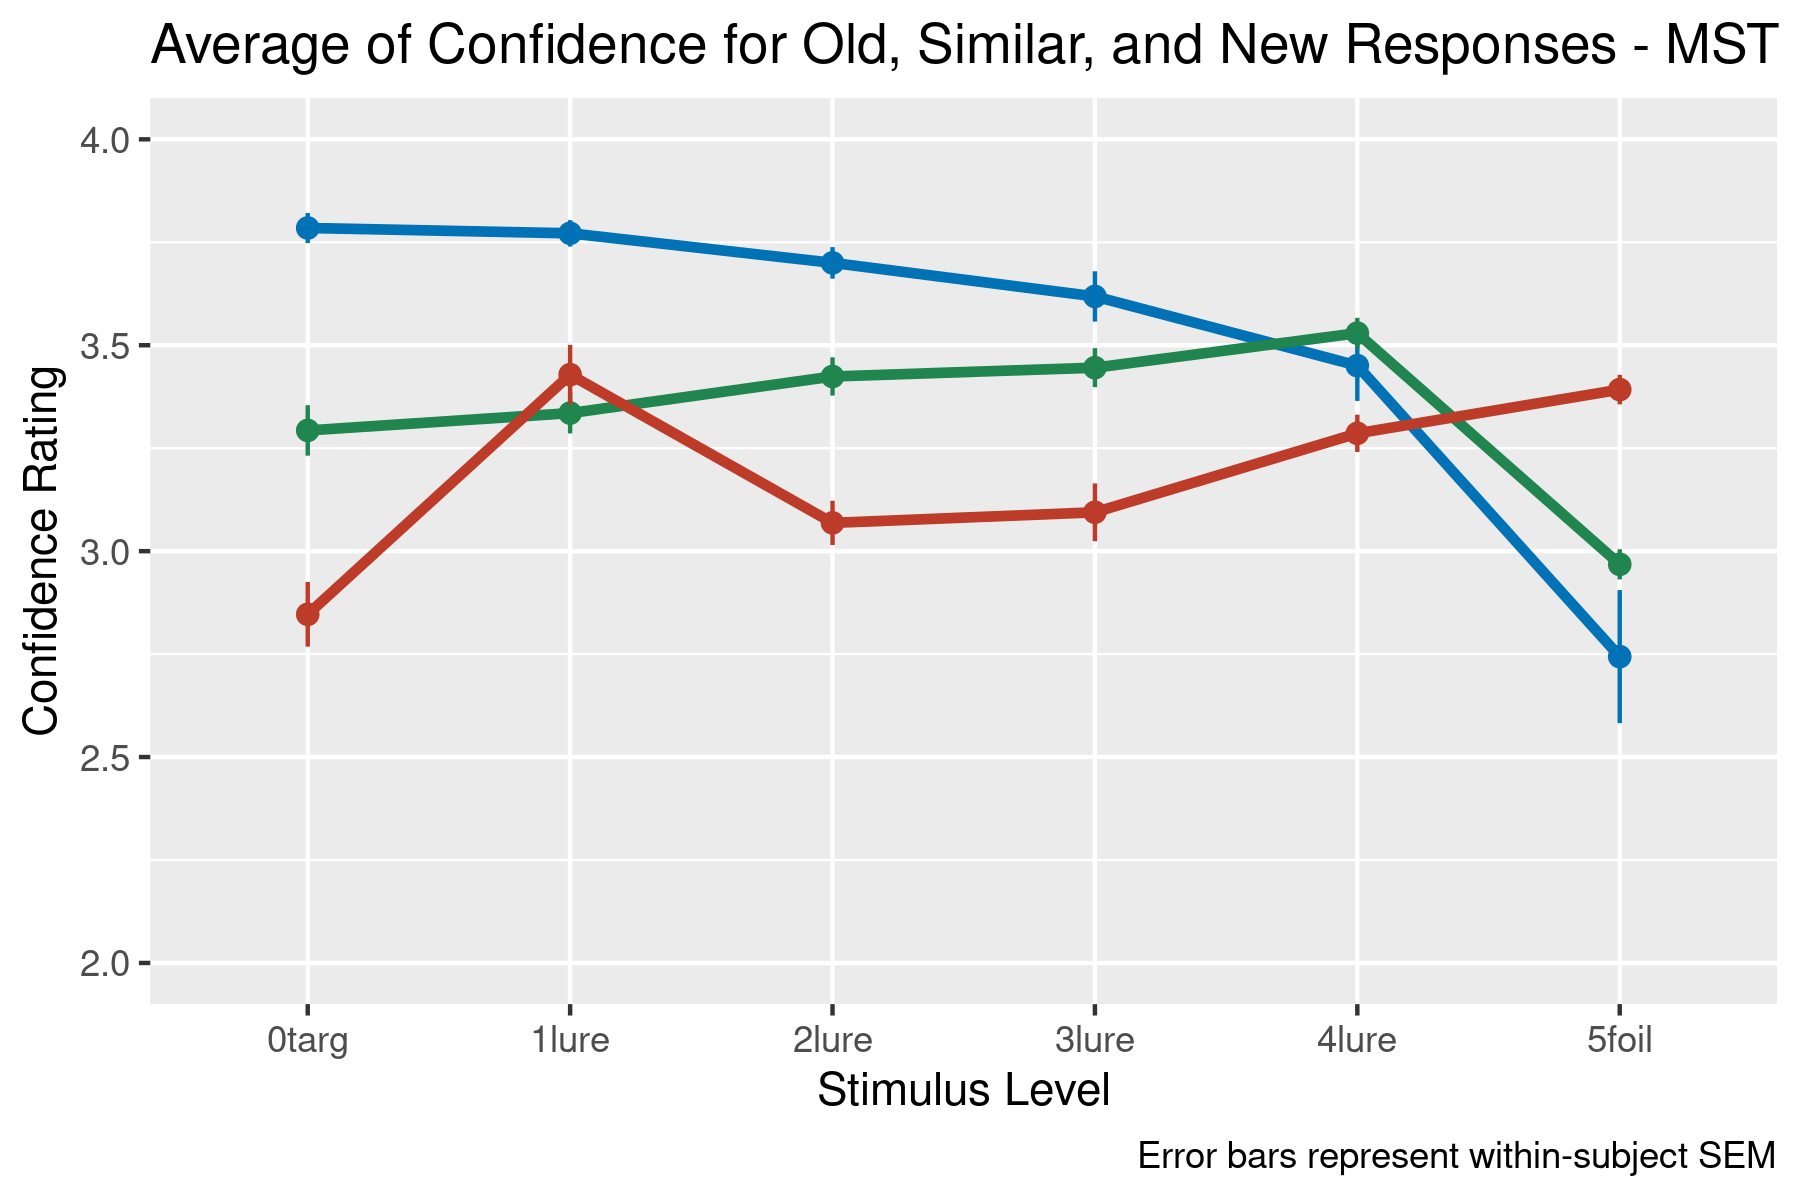 Average of Confidence for Old, Similar, and New Responses - MST
Confidence Rating
4.0
3.5
3.0
2.5
2.0
0targ 1lure 2lure 3lure 4lure 5foil
Stimulus Level
Error bars represent within-subject SEM